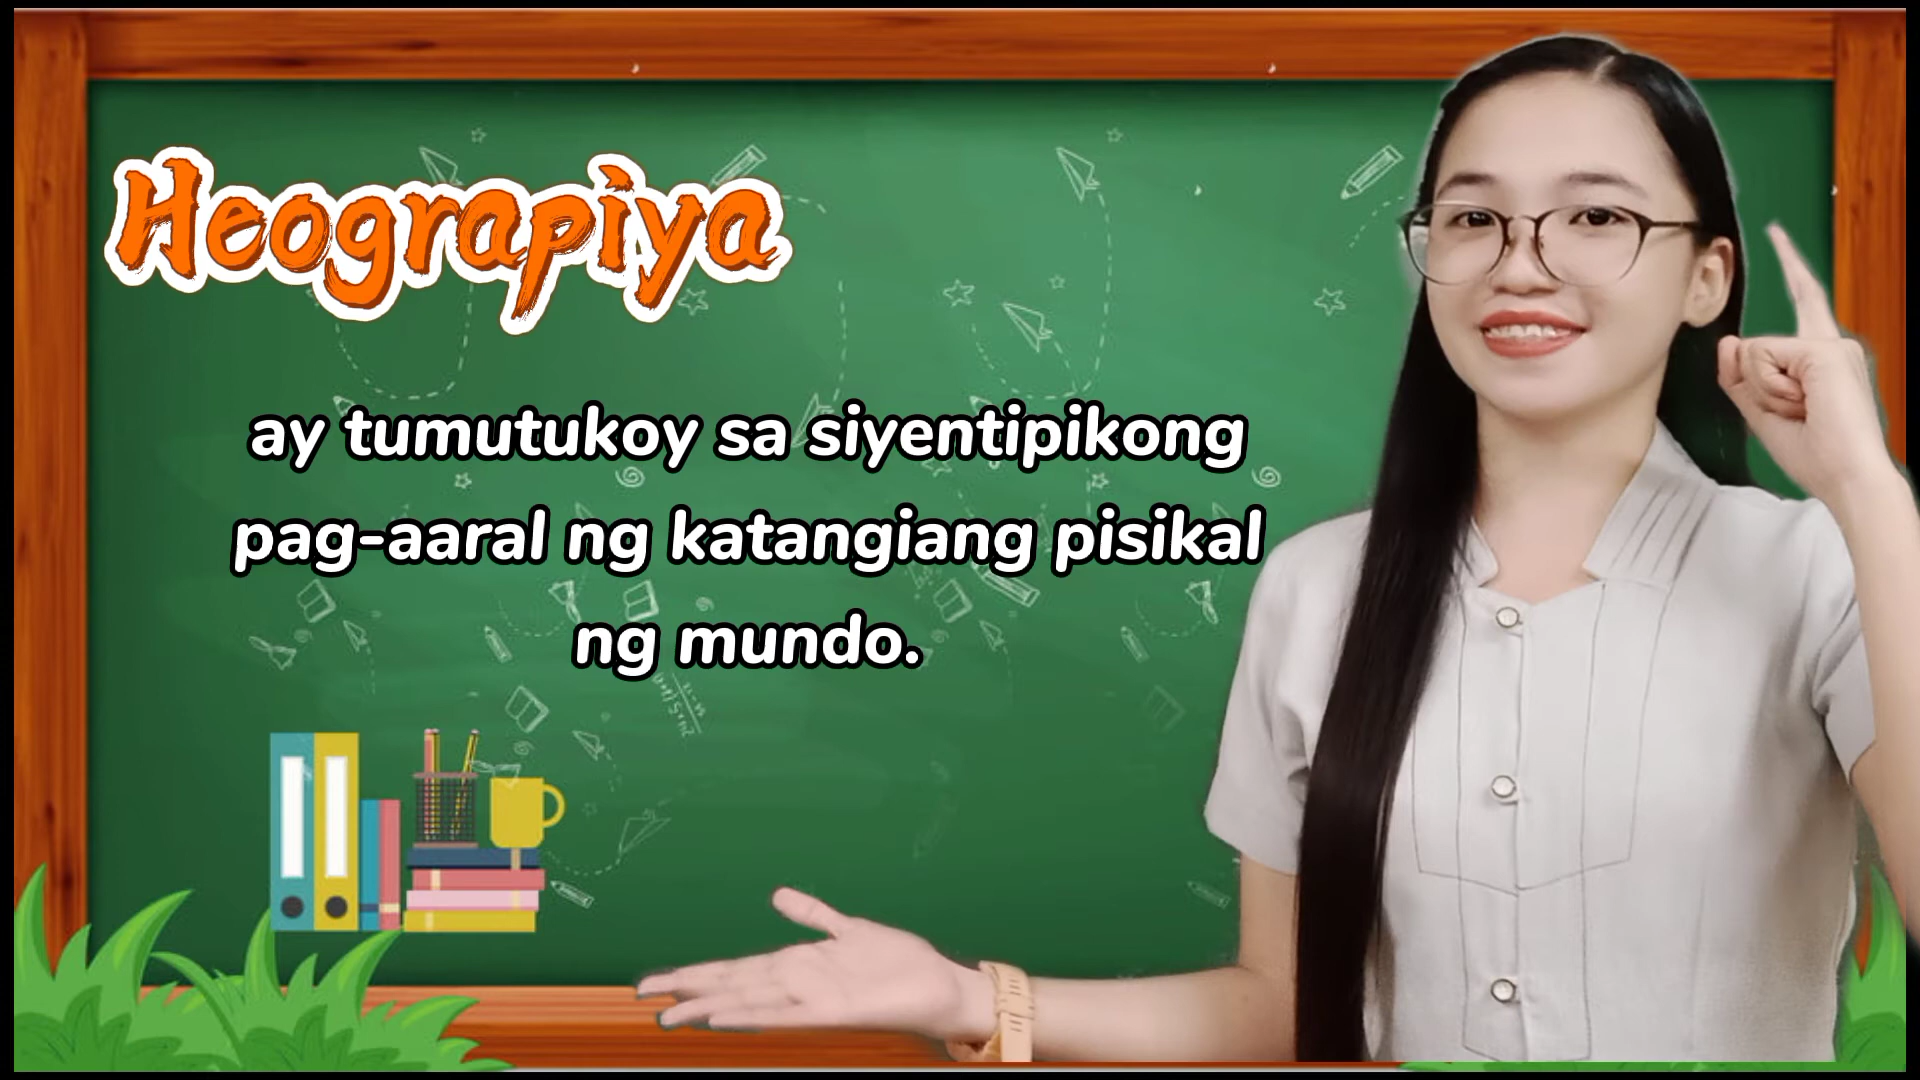 Heograpiya
ay tumutukoy sa siyentipikong
pag-aaral ng katangiang pisikal
ng mundo.